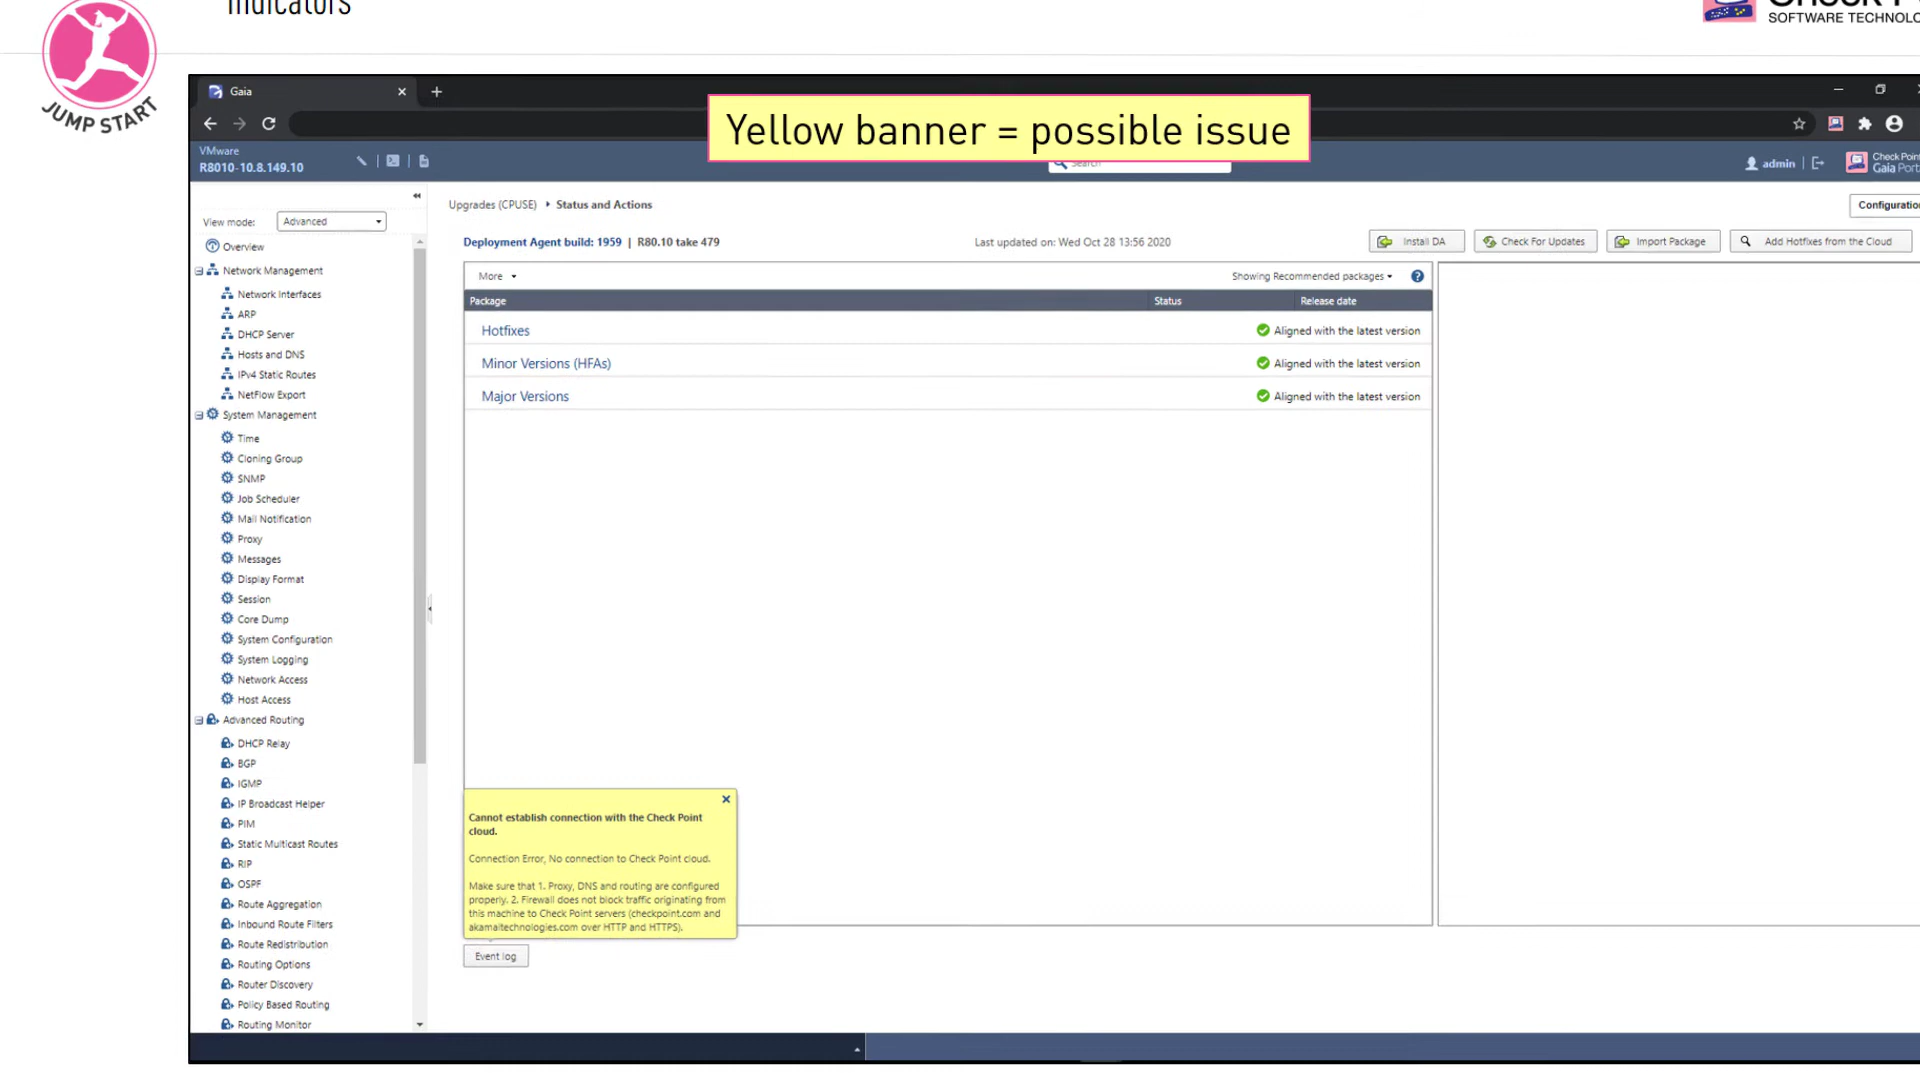 Indicators
SOFTWARE TECHNOLO
JUMP START
Gaia
Yellow banner = possible issue
VMware
R8010-10.8.149.10
Search
admin
Check Point
Gaia Port
Upgrades (CPUSE) Status and Actions
Configuratio
View mode: Advanced
Deployment Agent build: 1959 | R80.10 take 479
Last updated on: Wed Oct 28 13:56 2020
Install DA
Check For Updates
Import Package
Add Hotfixes from the Cloud
More
Showing Recommended packages
Package Status Release date
Hotfixes Aligned with the latest version
Minor Versions (HFAs) Aligned with the latest version
Major Versions Aligned with the latest version
Overview
Network Management
Network Interfaces
ARP
DHCP Server
Hosts and DNS
IPv4 Static Routes
NetFlow Export
System Management
Time
Cloning Group
SNMP
Job Scheduler
Mail Notification
Proxy
Messages
Display Format
Session
Core Dump
System Configuration
System Logging
Network Access
Host Access
Advanced Routing
DHCP Relay
BGP
IGMP
IP Broadcast Helper
PIM
Static Multicast Routes
RIP
OSPF
Route Aggregation
Inbound Route Filters
Route Redistribution
Routing Options
Router Discovery
Policy Based Routing
Routing Monitor
Cannot establish connection with the Check Point
cloud.
Connection Error, No connection to Check Point cloud.
Make sure that 1. Proxy, DNS and routing are configured
properly. 2. Firewall does not block traffic originating from
this machine to Check Point servers (checkpoint.com and
akamaitechnologies.com over HTTP and HTTPS).
Event log